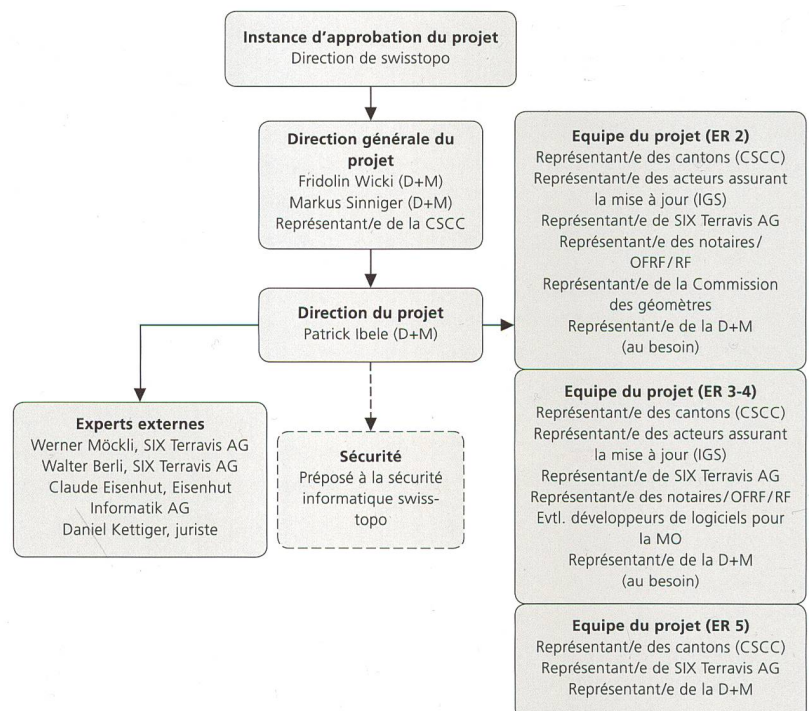 Instance d'approbation du projet
Direction de swisstopo
Direction générale du
projet
Fridolin Wicki (D+M)
Markus Sinniger (D+M)
Représentant/e de la CSCC
Direction du projet
Patrick Ibele (D+M)
Experts externes
Werner Möckli, SIX Terravis AG
Walter Berli, SIX Terravis AG
Claude Eisenhut, Eisenhut
Informatik AG
Daniel Kettiger, juriste
Sécurité
Préposé à la sécurité
informatique swiss-
topo
Equipe du projet (ER 2)
Représentant/e des cantons (CSCC)
Représentant/e des acteurs assurant
la mise à jour (IGS)
Représentant/e de SIX Terravis AG
Représentant/e des notaires/
OFRF/RF
Représentant/e de la Commission
des géomètres
Représentant/e de la D+M
(au besoin)
Equipe du projet (ER 3-4)
Représentant/e des cantons (CSCC)
Représentant/e des acteurs assurant
la mise à jour (IGS)
Représentant/e de SIX Terravis AG
Représentant/e des notaires/OFRF/RF
Evtl. développeurs de logiciels pour
la MO
Représentant/e de la D+M
(au besoin)
Equipe du projet (ER 5)
Représentant/e des cantons (CSCC)
Représentant/e de SIX Terravis AG
Représentant/e de la D+M